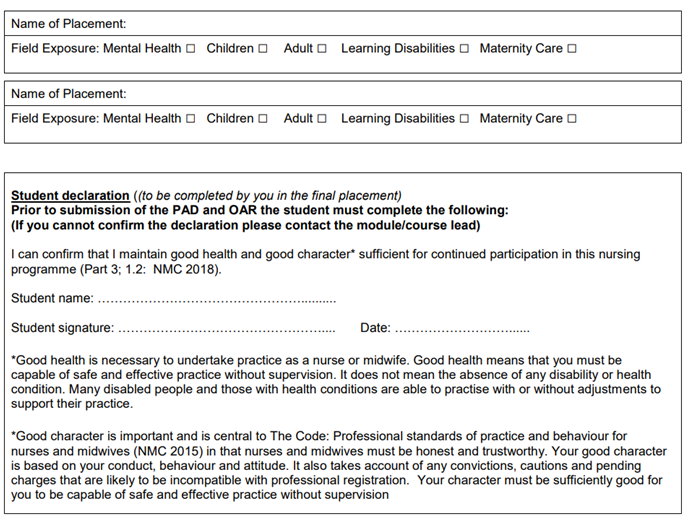 Name of Placement:
Field Exposure: Mental Health ☐ Children ☐ Adult ☐ Learning Disabilities ☐ Maternity Care ☐
Name of Placement:
Field Exposure: Mental Health ☐ Children ☐ Adult ☐ Learning Disabilities ☐ Maternity Care ☐
Student declaration ((to be completed by you in the final placement)
Prior to submission of the PAD and OAR the student must complete the following:
(If you cannot confirm the declaration please contact the module/course lead)
I can confirm that I maintain good health and good character* sufficient for continued participation in this nursing
programme (Part 3; 1.2: NMC 2018).
Student name: …………………………………………..........
Student signature: ………………………………………….... Date: ………………………......
*Good health is necessary to undertake practice as a nurse or midwife. Good health means that you must be
capable of safe and effective practice without supervision. It does not mean the absence of any disability or health
condition. Many disabled people and those with health conditions are able to practise with or without adjustments to
support their practice.
*Good character is important and is central to The Code: Professional standards of practice and behaviour for
nurses and midwives (NMC 2015) in that nurses and midwives must be honest and trustworthy. Your good character
is based on your conduct, behaviour and attitude. It also takes account of any convictions, cautions and pending
charges that are likely to be incompatible with professional registration. Your character must be sufficiently good for
you to be capable of safe and effective practice without supervision